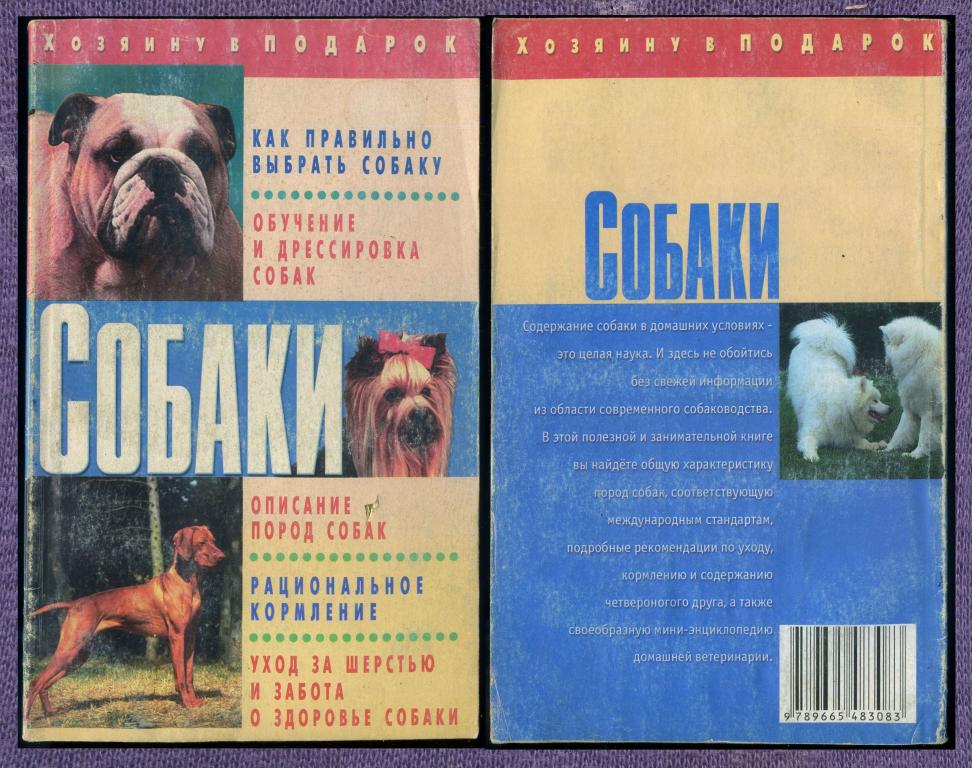 ХОЗЯИНУ В ПОДАРОК
КАК ПРАВИЛЬНО
ВЫБРАТЬ СОБАКУ
ОБУЧЕНИЕ
И ДРЕССИРОВКА
СОБАК
СОБАКИ
ОПИСАНИЕ
ПОРОД СОБАК
РАЦИОНАЛЬНОЕ
КОРМЛЕНИЕ
УХОД ЗА ШЕРСТЬЮ
И ЗАБОТА
О ЗДОРОВЬЕ СОБАКИ
ХОЗЯИНУ В ПОДАРОК
СОБАКИ
Содержание собаки в домашних условиях -
это целая наука. И здесь не обойтись
без свежей информации
из области современного собаководства.
В этой полезной и занимательной книге
вы найдёте общую характеристику
пород собак, соответствующую
международным стандартам,
подробные рекомендации по уходу,
кормлению и содержанию
четвероногого друга, а также
своеобразную мини-энциклопедию
домашней ветеринарии.
9 789665 483083